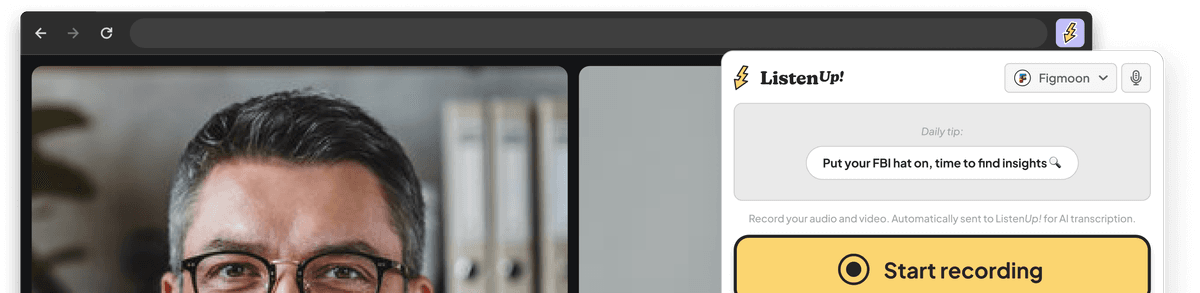 ListenUp!
Figmoon
Daily tip:
Put your FBI hat on, time to find insights🔍
Record your audio and video. Automatically sent to ListenUp! for AI transcription.
Start recording